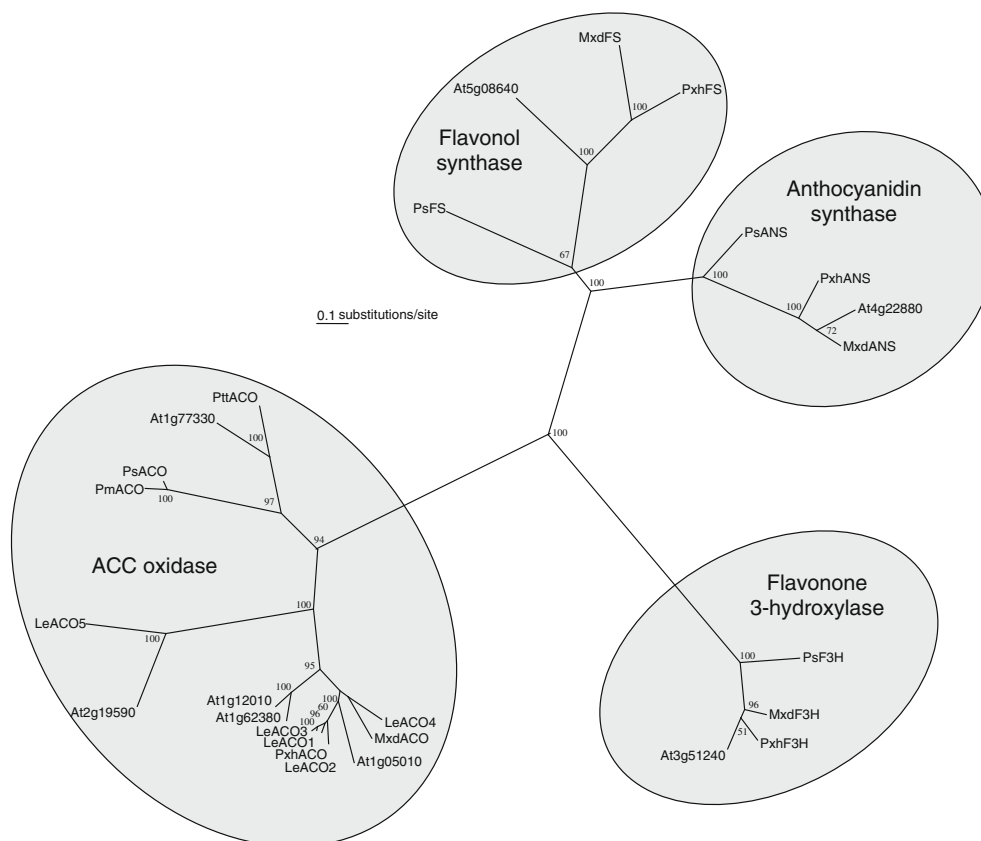 MxdFS
At5g08640
PxhFS
100
Flavonol
synthase
100
PsFS
67
100
Anthocyanidin
synthase
PsANS
100
PxhANS
100
At4g22880
72
MxdANS
0.1 substitutions/site
PttACO
At1g77330
100
PsACO
PmACO
100
97
100
94
ACC oxidase
100
LeACO5
100
At2g19590
95
100
At1g12010
At1g62380
LeACO3
LeACO1
PxhACO
LeACO2
100
96
60
100
LeACO4
MxdACO
At1g05010
Flavonone
3-hydroxylase
100
PsF3H
96
MxdF3H
51
PxhF3H
At3g51240